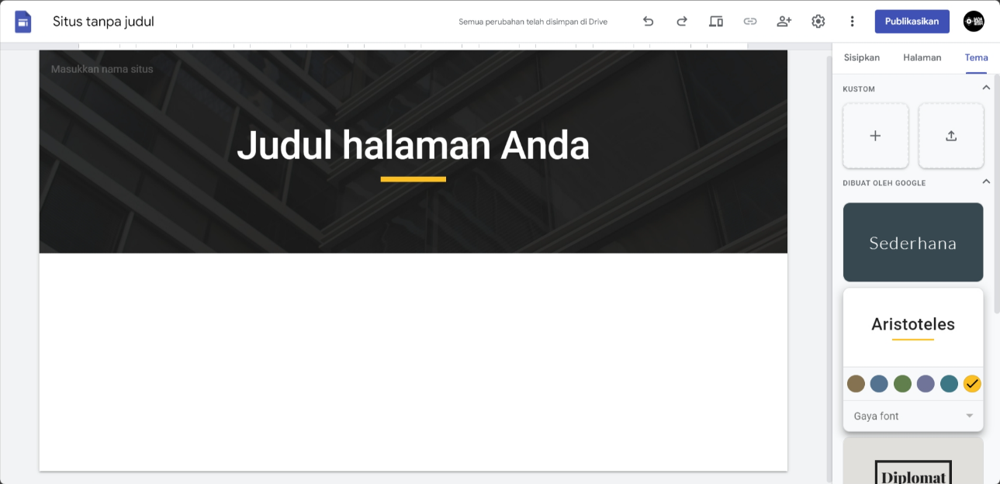 Situs tanpa judul
Semua perubahan telah disimpan di Drive
Publikasikan
Masukkan nama situs
Judul halaman Anda
Sisipkan Halaman Tema
KUSTOM
DIBUAT OLEH GOOGLE
Sederhana
Aristoteles
Gaya font
Diplomat